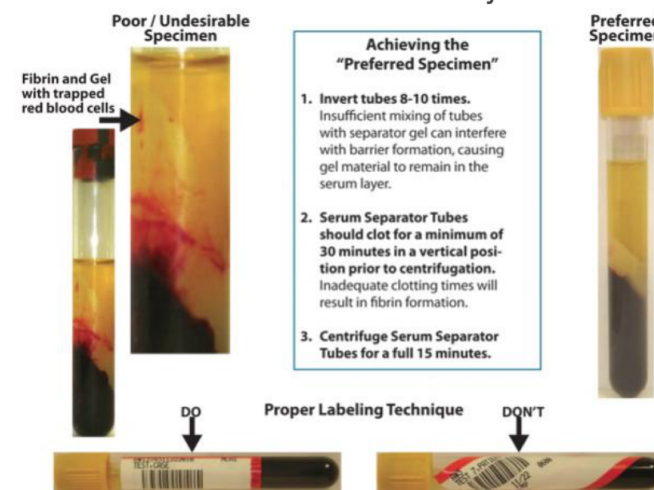 Poor / Undesirable
Specimen
Preferred
Specimen
Fibrin and Gel
with trapped
red blood cells
Achieving the
"Preferred Specimen"
1. Invert tubes 8-10 times.
Insufficient mixing of tubes
with separator gel can interfere
with barrier formation, causing
gel material to remain in the
serum layer.
2. Serum Separator Tubes
should clot for a minimum of
30 minutes in a vertical posi-
tion prior to centrifugation.
Inadequate clotting times will
result in fibrin formation.
3. Centrifuge Serum Separator
Tubes for a full 15 minutes.
DO
Proper Labeling Technique
DON'T
TEST,CASE